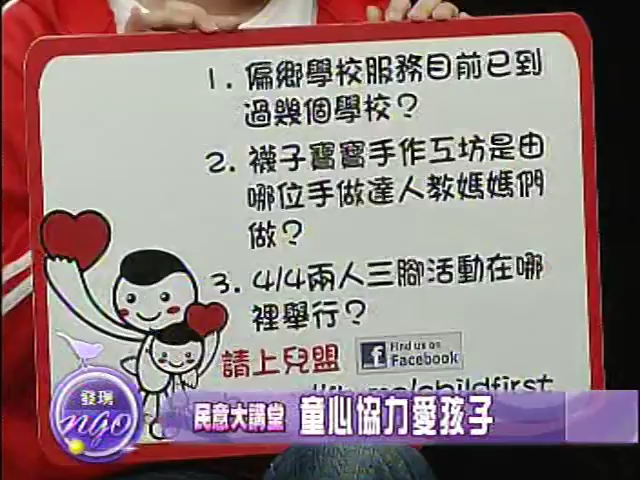 1. 偏鄉學校服務目前已到
過幾個學校？
2. 襪子寶寶手作工坊是由
哪位手做達人教媽媽們
做？
3. 4/4兩人三腳活動在哪
裡舉行？
請上兒盟
Find us on
Facebook
childfirst
發現
ngo
民意大講堂 童心協力愛孩子